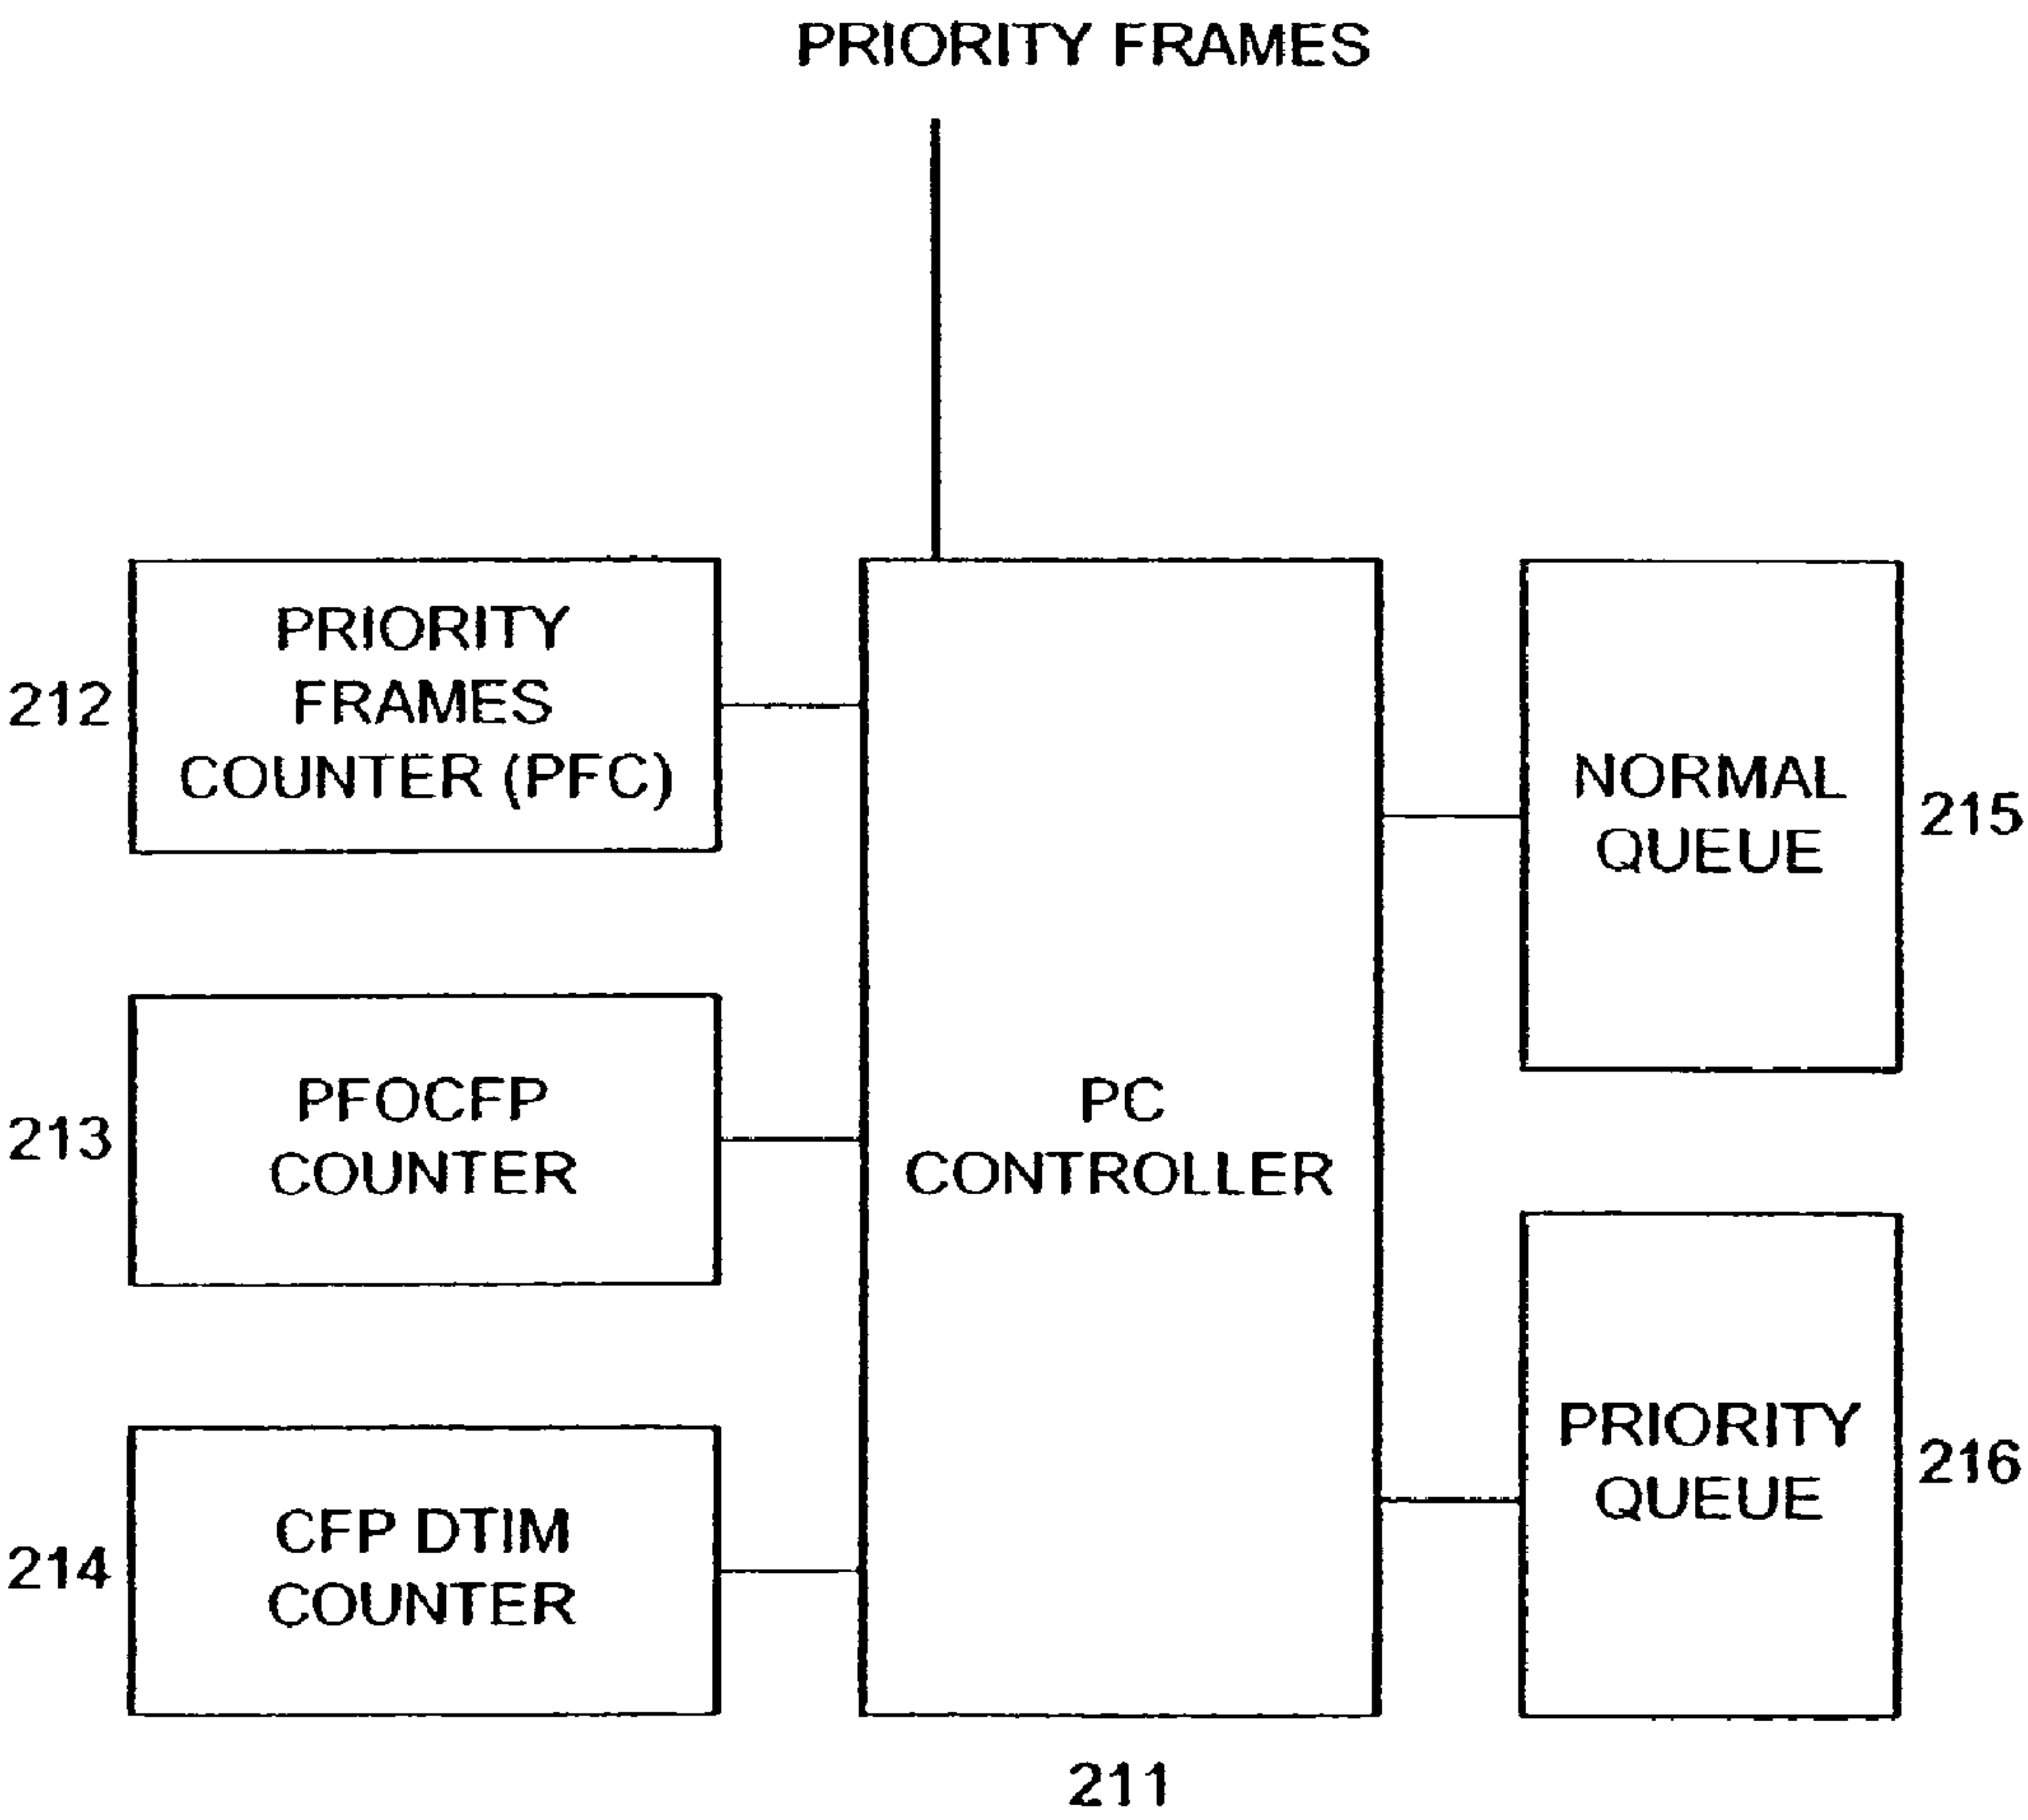 PRIORITY FRAMES
PRIORITY
FRAMES
COUNTER (PFC)
212
PFOCFP
COUNTER
213
CFP DTIM
COUNTER
214
PC
CONTROLLER
211
NORMAL
QUEUE
215
PRIORITY
QUEUE
216